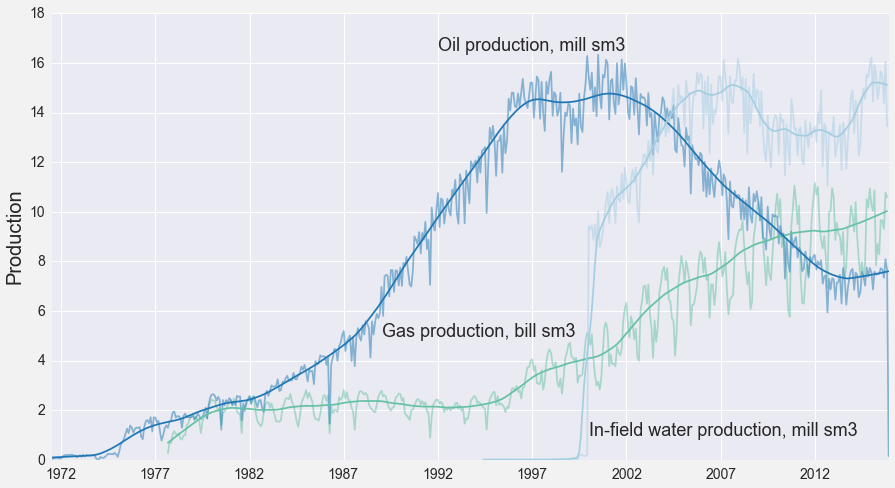 18
16
14
12
10
8
6
4
2
0
Production
Oil production, mill sm3
Gas production, bill sm3
In-field water production, mill sm3
1972 1977 1982 1987 1992 1997 2002 2007 2012